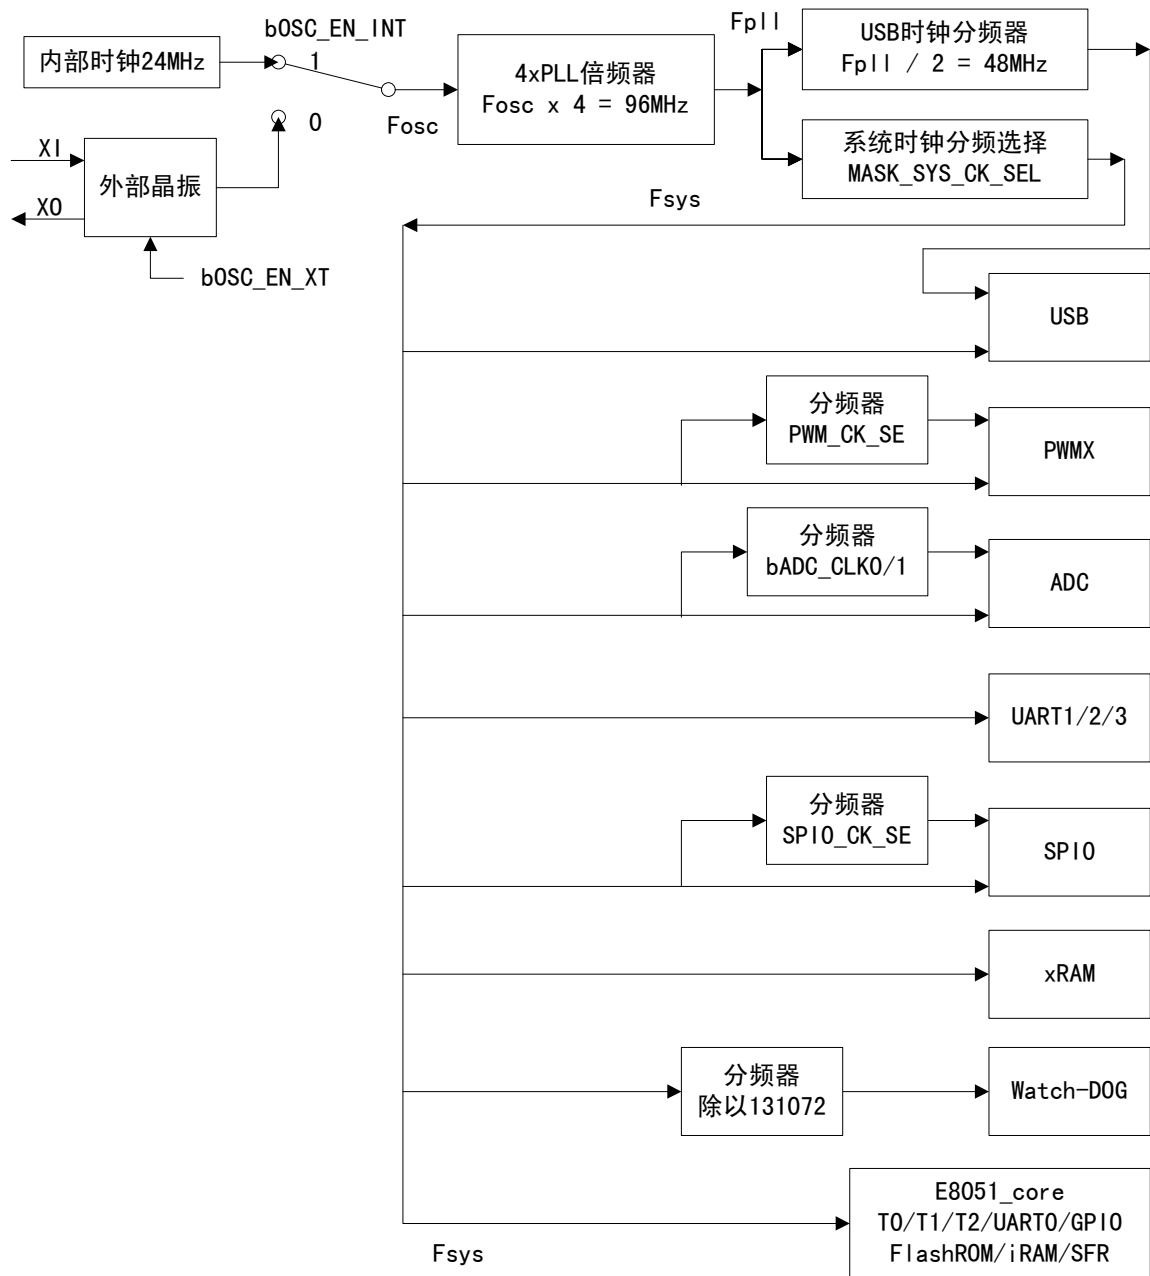 bOSC_EN_INT
内部时钟24MHz
1
0
Fosc
4xPLL倍频器
Fosc x 4 = 96MHz
Fpll
USB时钟分频器
Fpll / 2 = 48MHz
系统时钟分频选择
MASK_SYS_CK_SEL
XI
XO
外部晶振
bOSC_EN_XT
Fsys
USB
分频器
PWM_CK_SE
PWMX
分频器
bADC_CLK0/1
ADC
UART1/2/3
分频器
SPI0_CK_SE
SPI0
xRAM
分频器
除以131072
Watch-DOG
E8051_core
T0/T1/T2/UART0/GPIO
FlashROM/iRAM/SFR
Fsys